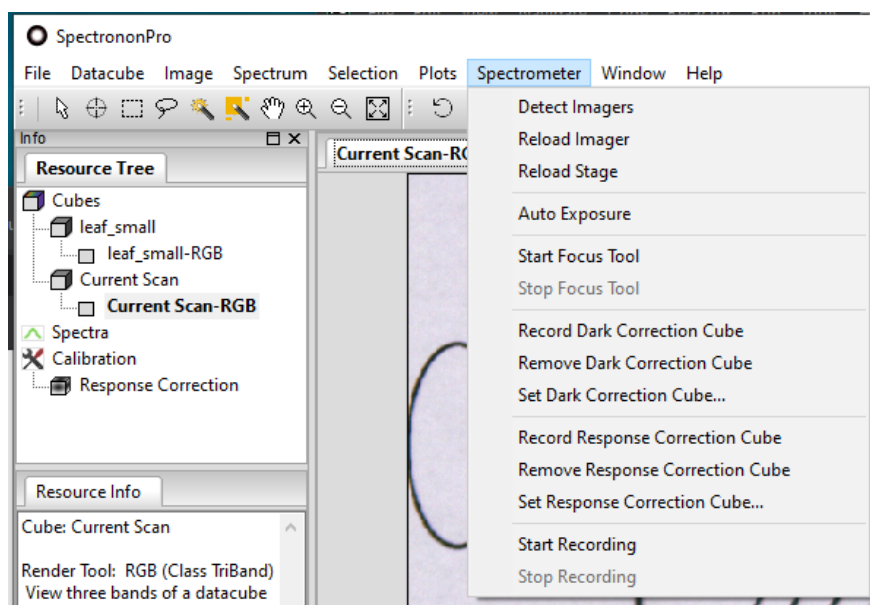 SpectrononPro
File Datacube Image Spectrum Selection Plots Spectrometer Window Help
Info
Resource Tree
Cubes
leaf_small
leaf_small-RGB
Current Scan
Current Scan-RGB
Spectra
Calibration
Response Correction
Resource Info
Cube: Current Scan
Render Tool: RGB (Class TriBand)
View three bands of a datacube
Current Scan-RG
Detect Imagers
Reload Imager
Reload Stage
Auto Exposure
Start Focus Tool
Stop Focus Tool
Record Dark Correction Cube
Remove Dark Correction Cube
Set Dark Correction Cube...
Record Response Correction Cube
Remove Response Correction Cube
Set Response Correction Cube...
Start Recording
Stop Recording